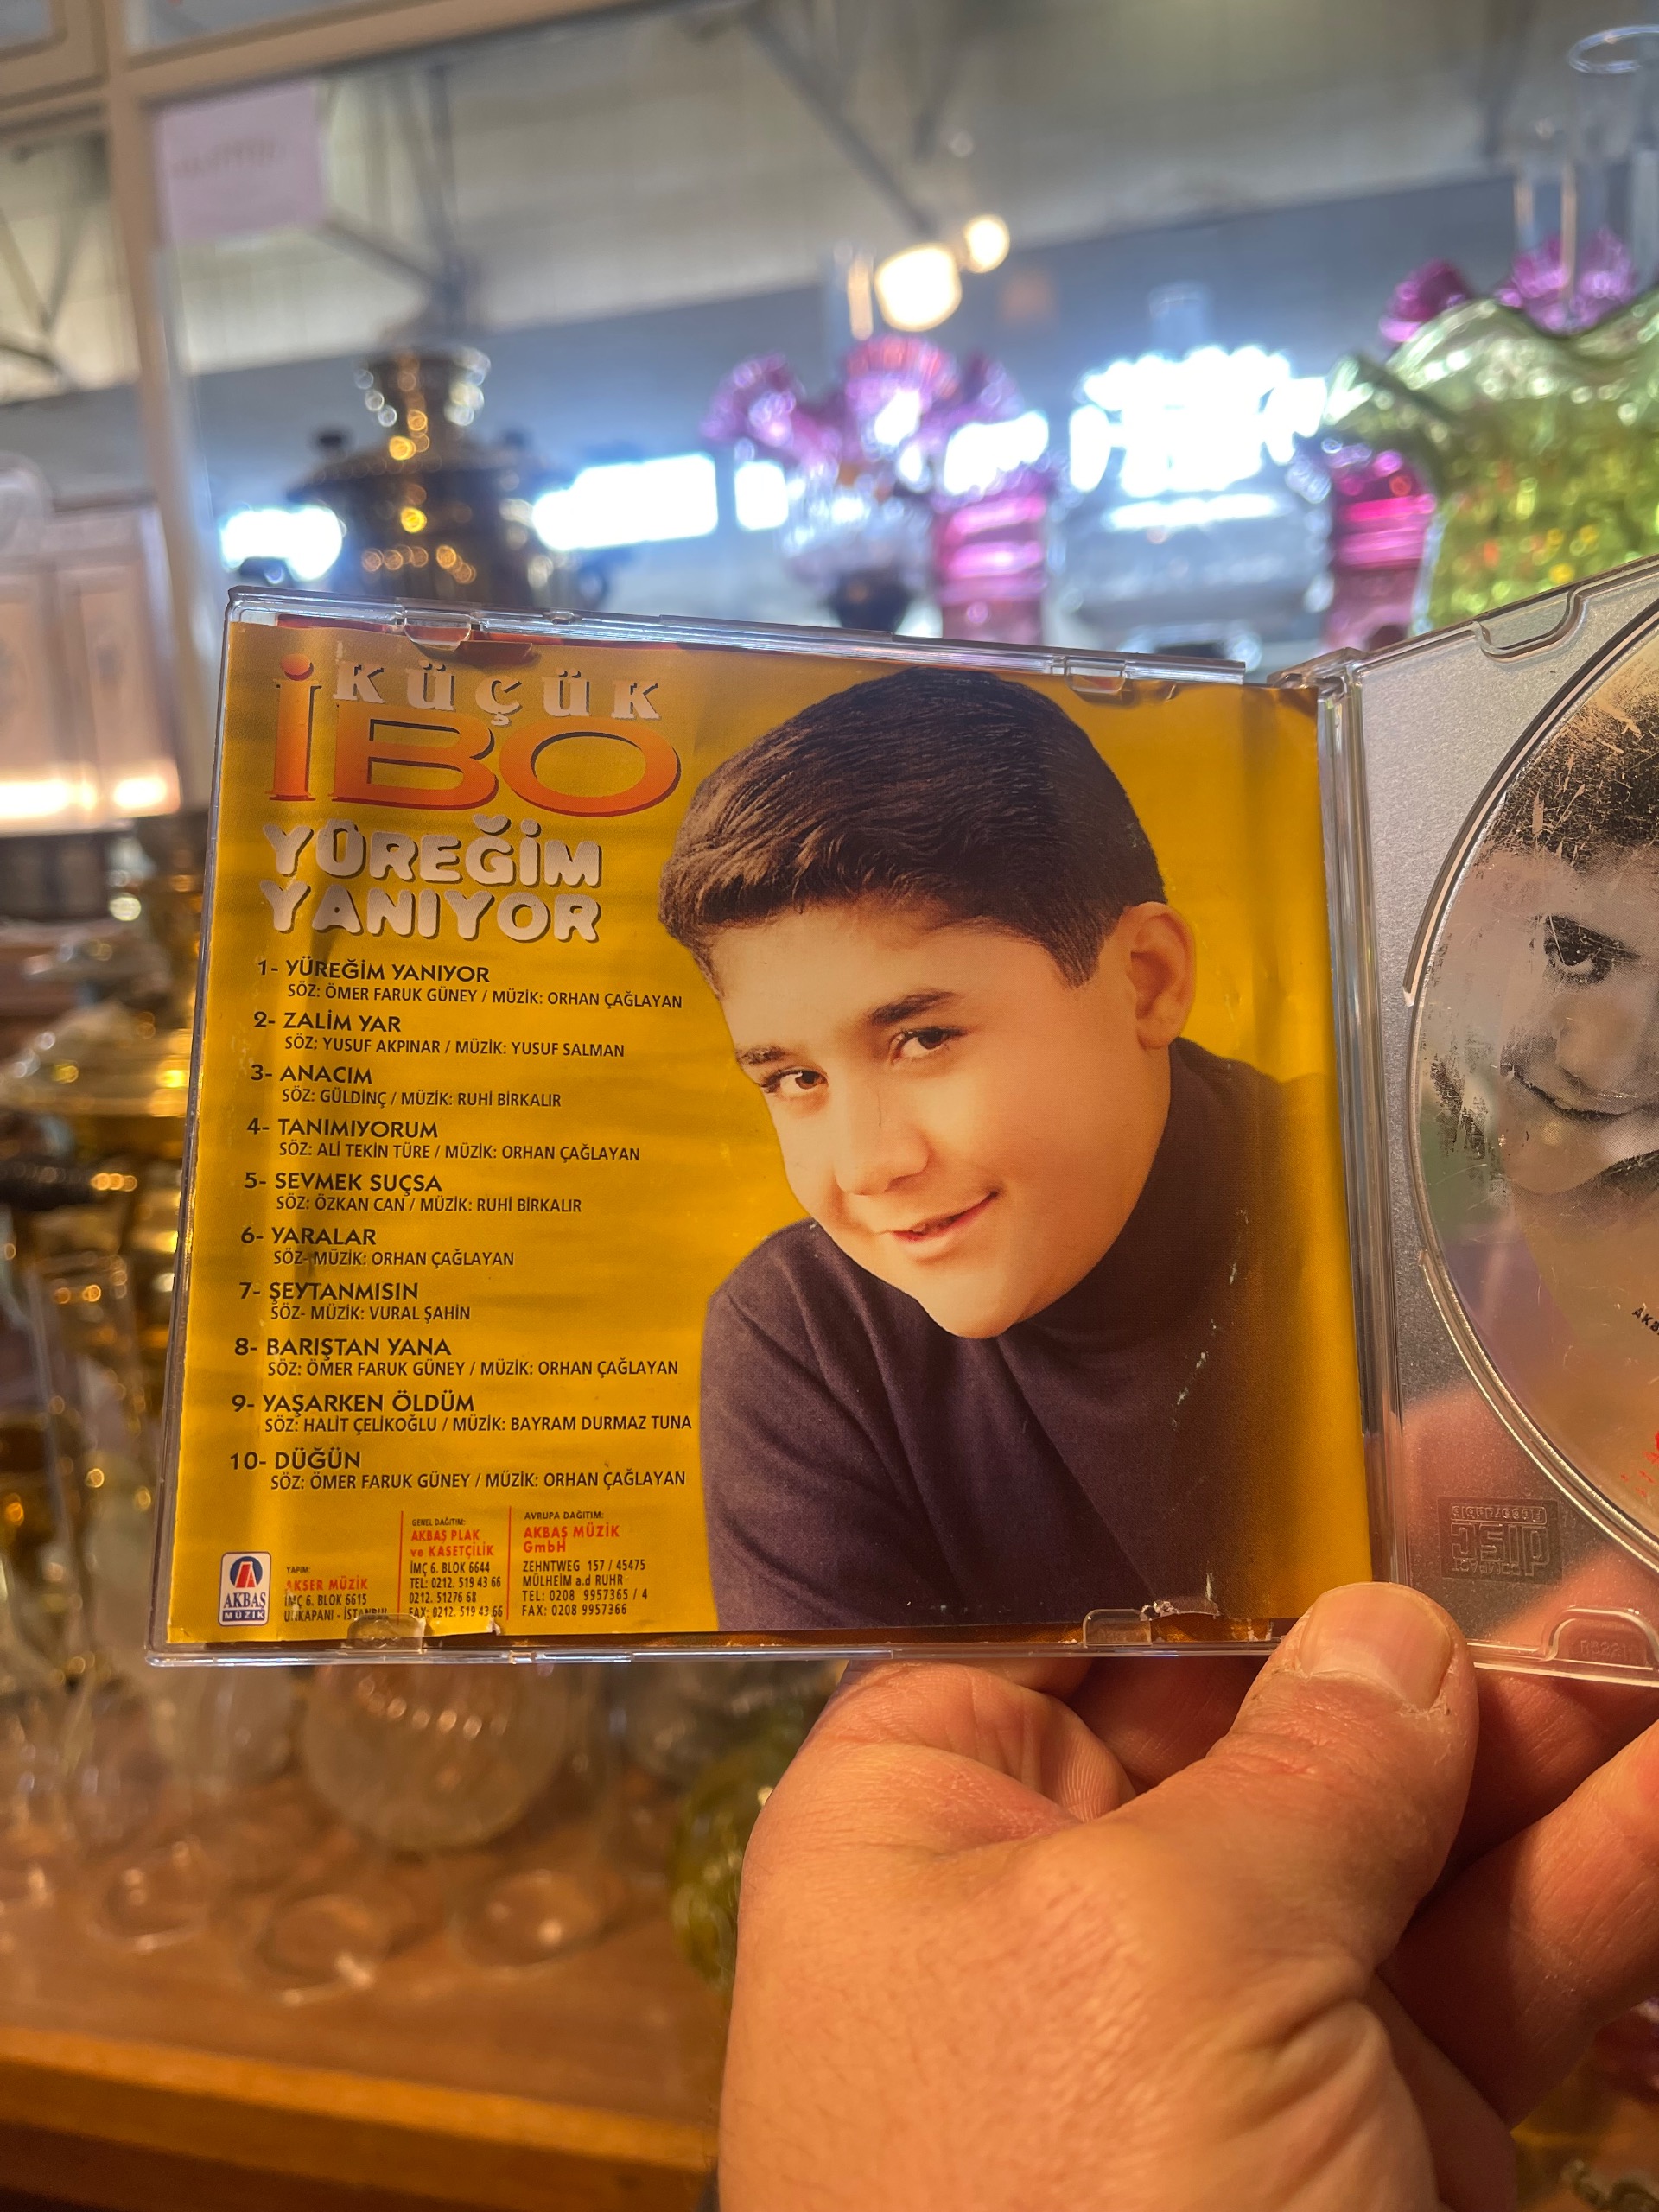 KÜÇÜK
İBO
YÜREĞİM
YANIYOR
1- YÜREĞİM YANIYOR
SÖZ: ÖMER FARUK GÜNEY / MÜZİK: ORHAN ÇAĞLAYAN
2- ZALİM YAR
SÖZ: YUSUF AKPINAR / MÜZİK: YUSUF SALMAN
3- ANACIM
SÖZ: GÜLDİNÇ / MÜZİK: RUHİ BİRKALIR
4- TANIMIYORUM
SÖZ: ALİ TEKİN TÜRE / MÜZİK: ORHAN ÇAĞLAYAN
5- SEVMEK SUÇSA
SÖZ: ÖZKAN CAN / MÜZİK: RUHİ BİRKALIR
6- YARALAR
SÖZ- MÜZİK: ORHAN ÇAĞLAYAN
7- ŞEYTANMISIN
SÖZ- MÜZİK: VURAL ŞAHİN
8- BARIŞTAN YANA
SÖZ: ÖMER FARUK GÜNEY / MÜZİK: ORHAN ÇAĞLAYAN
9- YAŞARKEN ÖLDÜM
SÖZ: HALİT ÇELİKOĞLU / MÜZİK: BAYRAM DURMAZ TUNA
10- DÜĞÜN
SÖZ: ÖMER FARUK GÜNEY / MÜZİK: ORHAN ÇAĞLAYAN
AKBAŞ
MÜZİK
YAPIM:
AKSER MÜZİK
İMÇ 6. BLOK 6615
UNKAPANI - İSTANBUL
GENEL DAĞITIM:
AKBAŞ PLAK
ve KASETÇİLİK
İMÇ 6. BLOK 6644
TEL: 0212. 519 43 66
0212. 51276 68
FAX: 0212. 519 43 66
AVRUPA DAĞITIM:
AKBAŞ MÜZİK
GmbH
ZEHNTWEG 157 / 45475
MÜLHEİM a.d RUHR
TEL: 0208 9957365 / 4
FAX: 0208 9957366
disc
Recordable